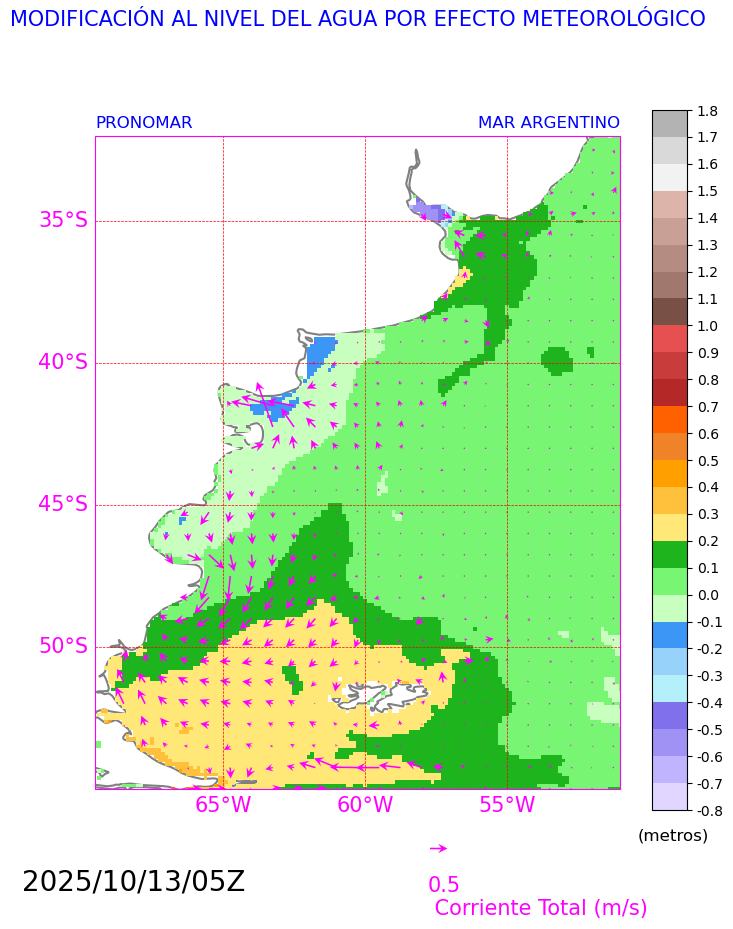 MODIFICACIÓN AL NIVEL DEL AGUA POR EFECTO METEOROLÓGICO
PRONOMAR MAR ARGENTINO
35°S
40°S
45°S
50°S
65°W 60°W 55°W
1.8
1.7
1.6
1.5
1.4
1.3
1.2
1.1
1.0
0.9
0.8
0.7
0.6
0.5
0.4
0.3
0.2
0.1
0.0
-0.1
-0.2
-0.3
-0.4
-0.5
-0.6
-0.7
-0.8
(metros)
2025/10/13/05Z
0.5
Corriente Total (m/s)